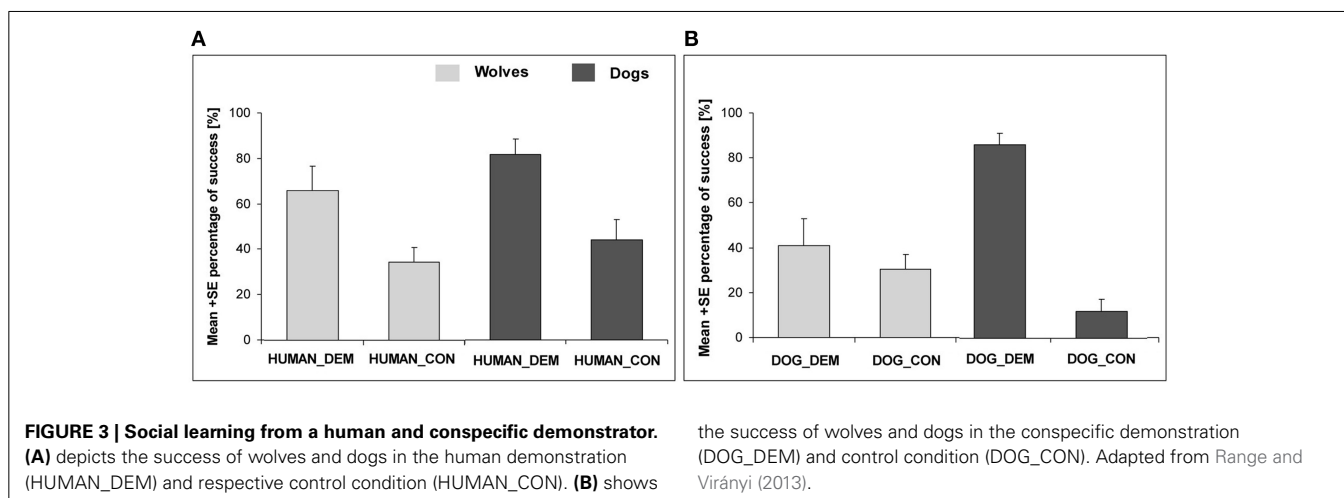 A
Wolves Dogs
Mean +SE percentage of success [%]
100
80
60
40
20
0
HUMAN_DEM HUMAN_CON HUMAN_DEM HUMAN_CON
B
Mean +SE percentage of success [%]
100
80
60
40
20
0
DOG_DEM DOG_CON DOG_DEM DOG_CON
FIGURE 3 | Social learning from a human and conspecific demonstrator.
(A) depicts the success of wolves and dogs in the human demonstration
(HUMAN_DEM) and respective control condition (HUMAN_CON). (B) shows
the success of wolves and dogs in the conspecific demonstration
(DOG_DEM) and control condition (DOG_CON). Adapted from Range and
Virányi (2013).